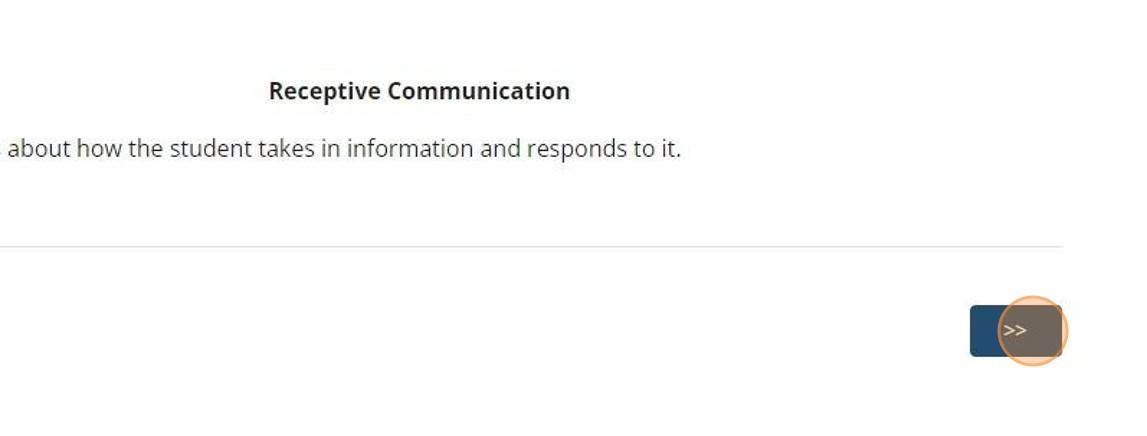 Receptive Communication
about how the student takes in information and responds to it.
>>